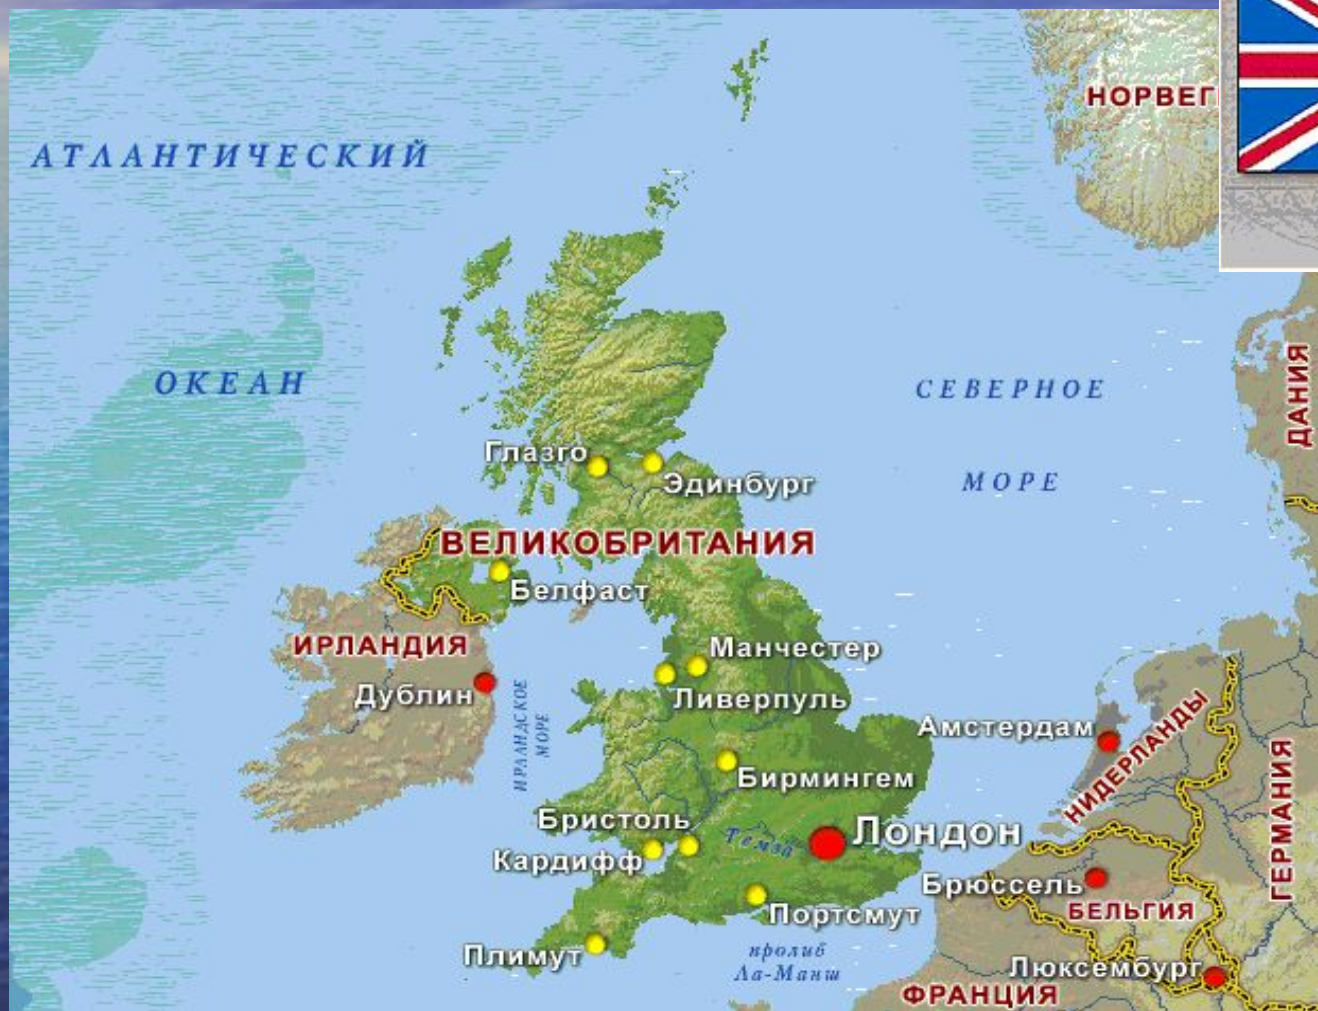 НОРВЕГ
АТЛАНТИЧЕСКИЙ
ОКЕАН
СЕВЕРНОЕ
МОРЕ
ДАНИЯ
Глазго
Эдинбург
ВЕЛИКОБРИТАНИЯ
Белфаст
ИРЛАНДИЯ
Дублин
ИРЛАНДСКОЕ
МОРЕ
Манчестер
Ливерпуль
Амстердам
НИДЕРЛАНДЫ
ГЕРМАНИЯ
Бирмингем
Бристоль
Темза
Лондон
Кардифф
Брюссель
БЕЛЬГИЯ
Портсмут
Плимут
пролив
Ла-Манш
Люксембург
ФРАНЦИЯ